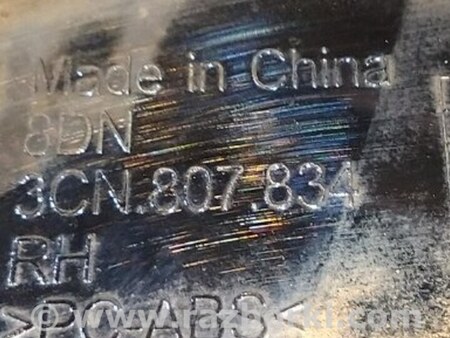 Made in China
8DN
3CN.807.834
RH
>PC-ABS<